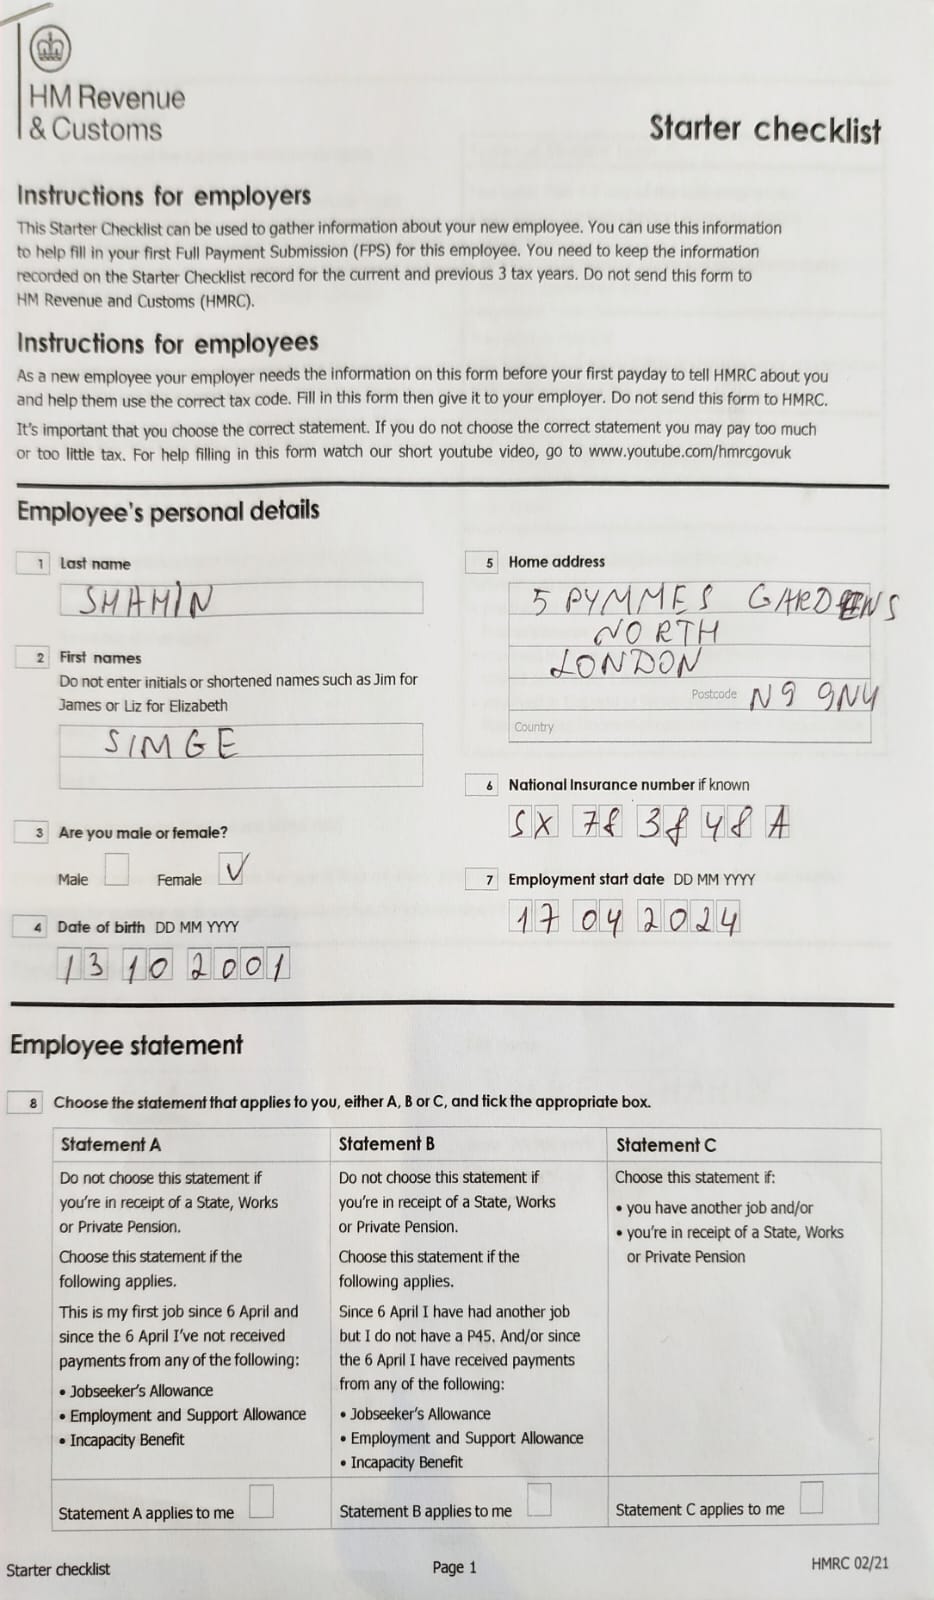 HM Revenue
& Customs
Starter checklist
Instructions for employers
This Starter Checklist can be used to gather information about your new employee. You can use this information
to help fill in your first Full Payment Submission (FPS) for this employee. You need to keep the information
recorded on the Starter Checklist record for the current and previous 3 tax years. Do not send this form to
HM Revenue and Customs (HMRC).
Instructions for employees
As a new employee your employer needs the information on this form before your first payday to tell HMRC about you
and help them use the correct tax code. Fill in this form then give it to your employer. Do not send this form to HMRC.
It's important that you choose the correct statement. If you do not choose the correct statement you may pay too much
or too little tax. For help filling in this form watch our short youtube video, go to www.youtube.com/hmrcgovuk
Employee's personal details
1 Last name
SHAHIN
2 First names
Do not enter initials or shortened names such as Jim for
James or Liz for Elizabeth
SIMGE
3 Are you male or female?
Male Female ✓
4 Date of birth DD MM YYYY
13 10 2001
5 Home address
5 PYMMES GARDENS
NORTH
LONDON
Postcode N9 9NY
Country
6 National Insurance number if known
SX 78 38 48 A
7 Employment start date DD MM YYYY
17 04 2024
Employee statement
8 Choose the statement that applies to you, either A, B or C, and tick the appropriate box.
Statement A
Do not choose this statement if
you're in receipt of a State, Works
or Private Pension.
Choose this statement if the
following applies.
This is my first job since 6 April and
since the 6 April I've not received
payments from any of the following:
• Jobseeker's Allowance
• Employment and Support Allowance
• Incapacity Benefit
Statement A applies to me
Statement B
Do not choose this statement if
you're in receipt of a State, Works
or Private Pension.
Choose this statement if the
following applies.
Since 6 April I have had another job
but I do not have a P45. And/or since
the 6 April I have received payments
from any of the following:
• Jobseeker's Allowance
• Employment and Support Allowance
• Incapacity Benefit
Statement B applies to me
Statement C
Choose this statement if:
• you have another job and/or
• you're in receipt of a State, Works
or Private Pension
Statement C applies to me
Starter checklist
Page 1
HMRC 02/21